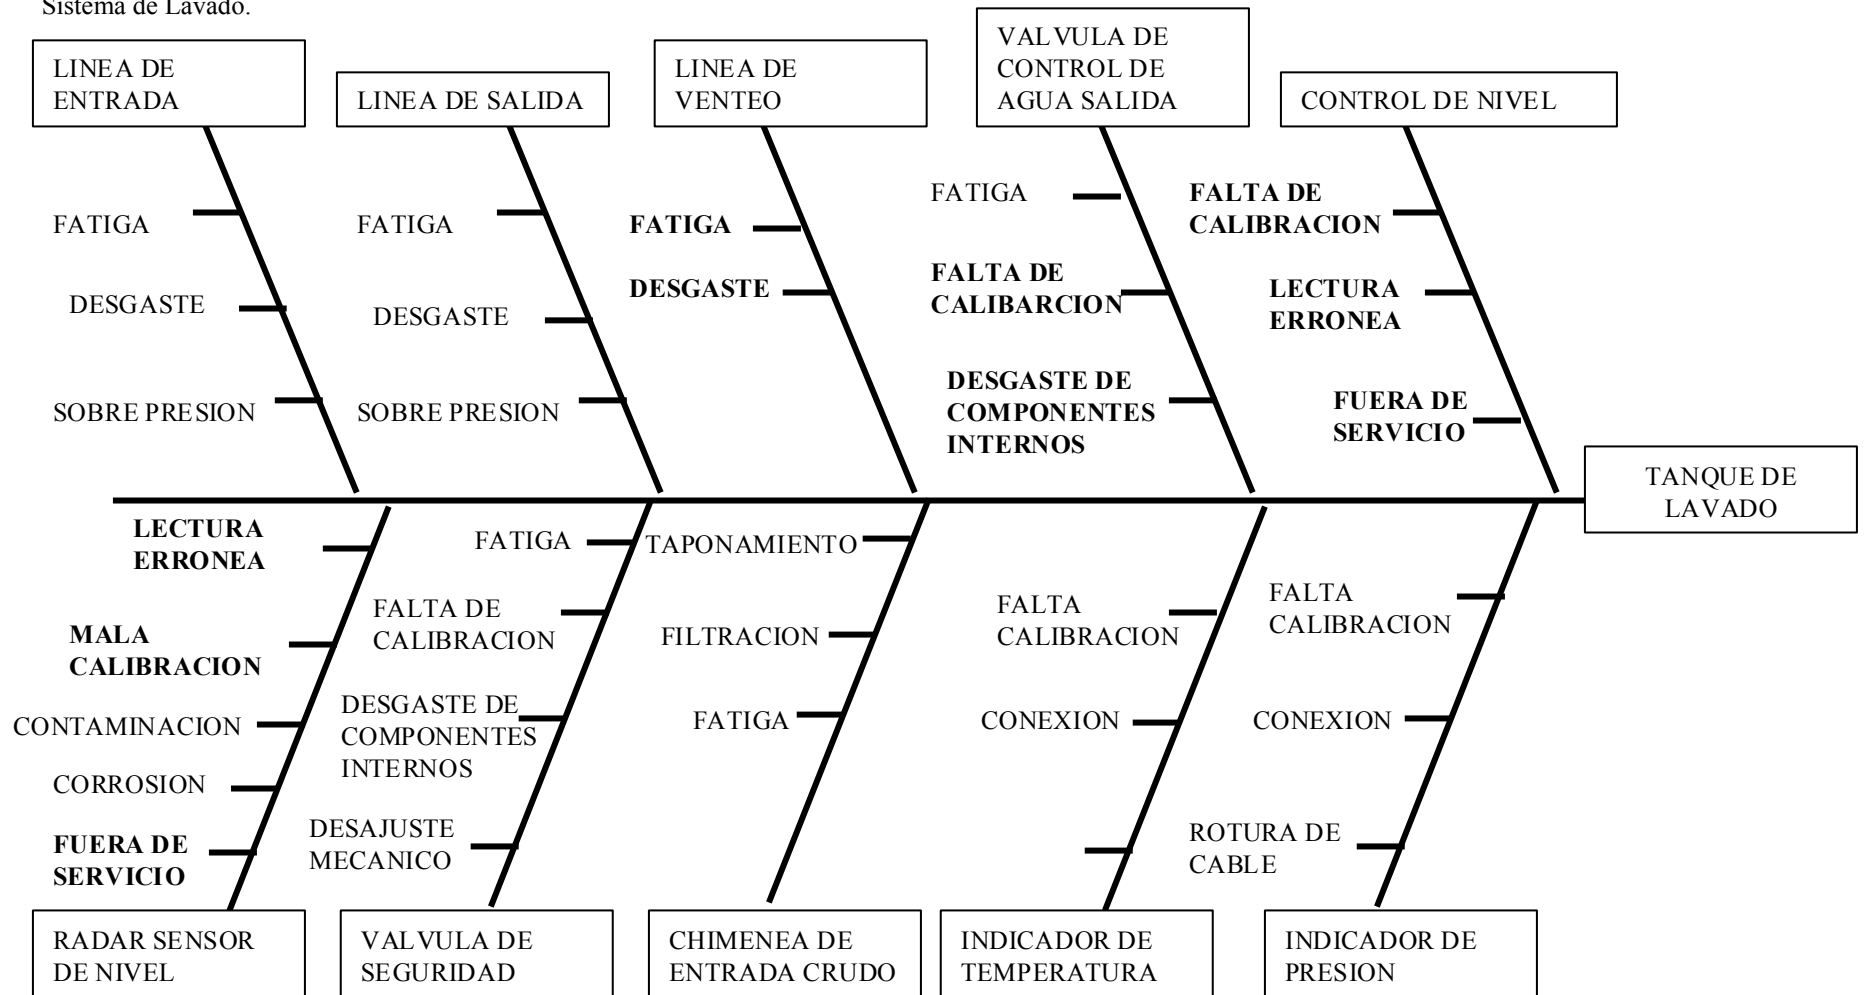 Sistema de Lavado.
LINEA DE
ENTRADA
LINEA DE SALIDA
LINEA DE
VENTEO
VALVULA DE
CONTROL DE
AGUA SALIDA
CONTROL DE NIVEL
FATIGA
DESGASTE
SOBRE PRESION
FATIGA
DESGASTE
SOBRE PRESION
FATIGA
DESGASTE
FATIGA
FALTA DE
CALIBARCION
DESGASTE DE
COMPONENTES
INTERNOS
FALTA DE
CALIBRACION
LECTURA
ERRONEA
FUERA DE
SERVICIO
TANQUE DE
LAVADO
LECTURA
ERRONEA
MALA
CALIBRACION
CONTAMINACION
CORROSION
FUERA DE
SERVICIO
FATIGA
FALTA DE
CALIBRACION
DESGASTE DE
COMPONENTES
INTERNOS
DESAJUSTE
MECANICO
TAPONAMIENTO
FILTRACION
FATIGA
FALTA
CALIBRACION
CONEXION
FALTA
CALIBRACION
CONEXION
ROTURA DE
CABLE
RADAR SENSOR
DE NIVEL
VALVULA DE
SEGURIDAD
CHIMENEA DE
ENTRADA CRUDO
INDICADOR DE
TEMPERATURA
INDICADOR DE
PRESION